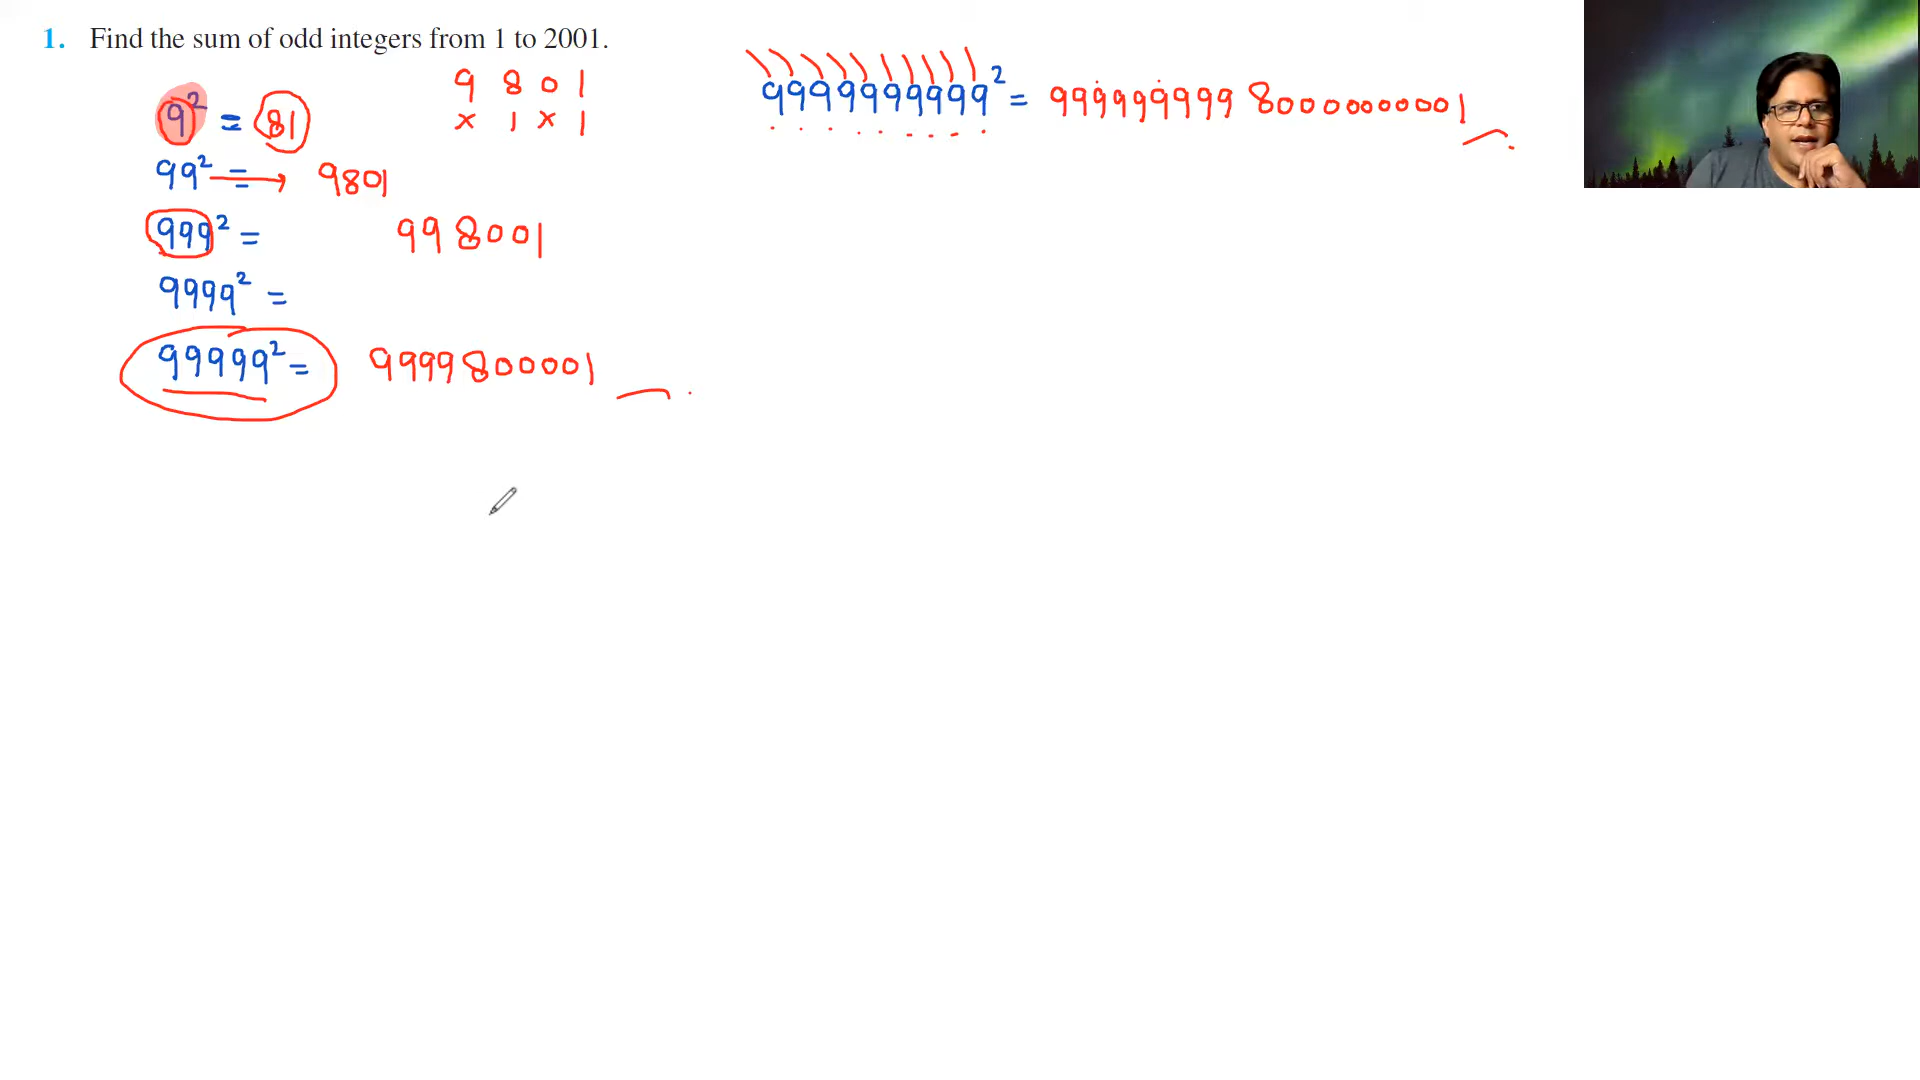 1. Find the sum of odd integers from 1 to 2001.
9² = 81
9 8 0 1
× 1 × 1
99² = → 9801
999² = 998001
9999² =
99999² = 9999800001
9999999999² = 99999999980000000001